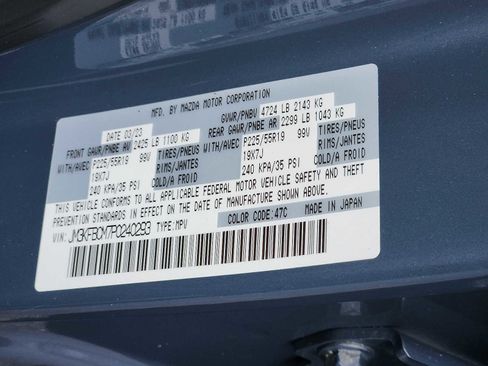 MFD. BY MAZDA MOTOR CORPORATION
DATE 03/23 GVWR/PNBV 4724 LB 2143 KG
FRONT GAWR/PNBE AV 2425 LB 1100 KG REAR GAWR/PNBE AR 2299 LB 1043 KG
WITH/AVEC P225/55R19 99V TIRES/PNEUS WITH/AVEC P225/55R19 99V TIRES/PNEUS
19X7J RIMS/JANTES 19X7J RIMS/JANTES
240 KPA/35 PSI COLD/A FROID 240 KPA/35 PSI COLD/A FROID
THIS VEHICLE CONFORMS TO ALL APPLICABLE FEDERAL MOTOR VEHICLE SAFETY AND THEFT
PREVENTION STANDARDS IN EFFECT ON THE DATE OF MANUFACTURE SHOWN ABOVE.
VIN: JM3KFBCM7P0240293 TYPE: MPV COLOR CODE: 47C MADE IN JAPAN